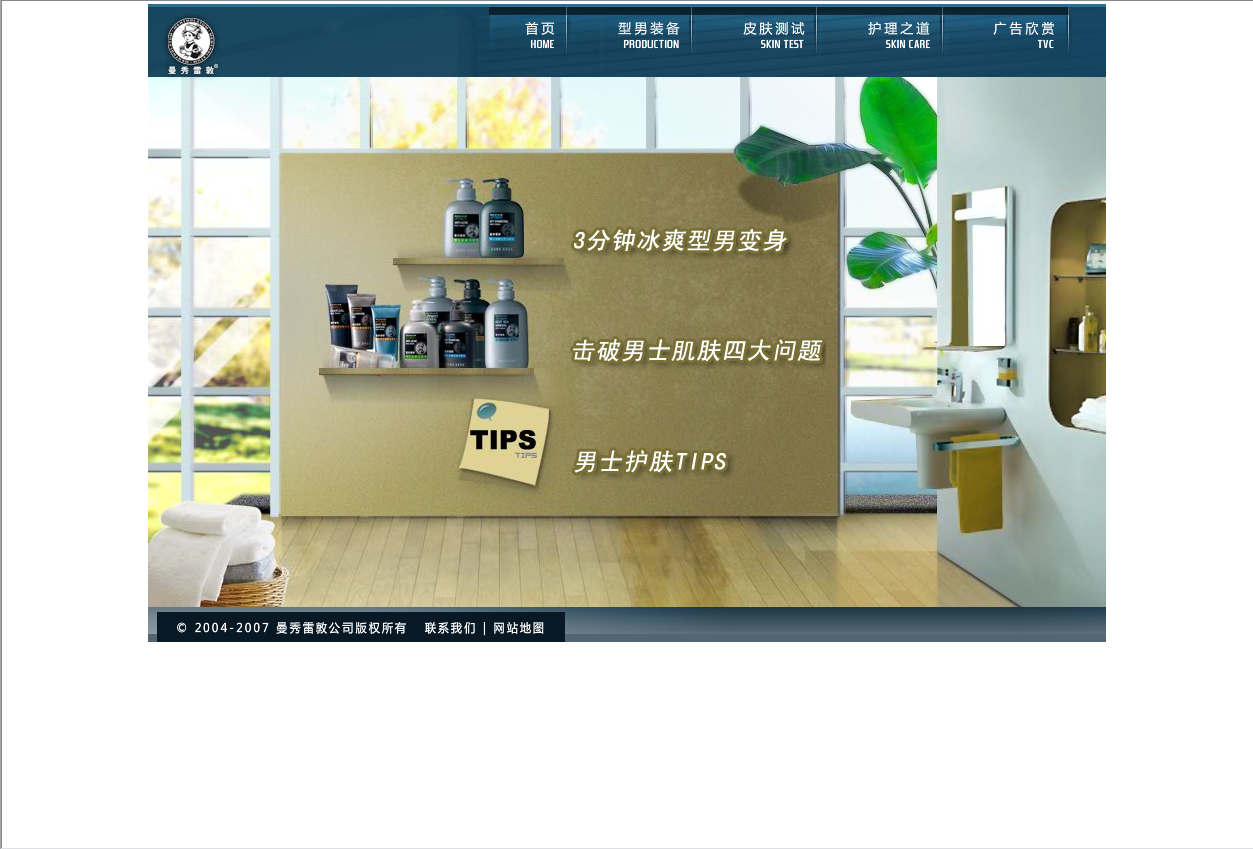 曼秀雷敦®
首页
HOME
型男装备
PRODUCTION
皮肤测试
SKIN TEST
护理之道
SKIN CARE
广告欣赏
TVC
3分钟冰爽型男变身
击破男士肌肤四大问题
TIPS
TIPS
男士护肤TIPS
© 2004-2007 曼秀雷敦公司版权所有 联系我们 | 网站地图